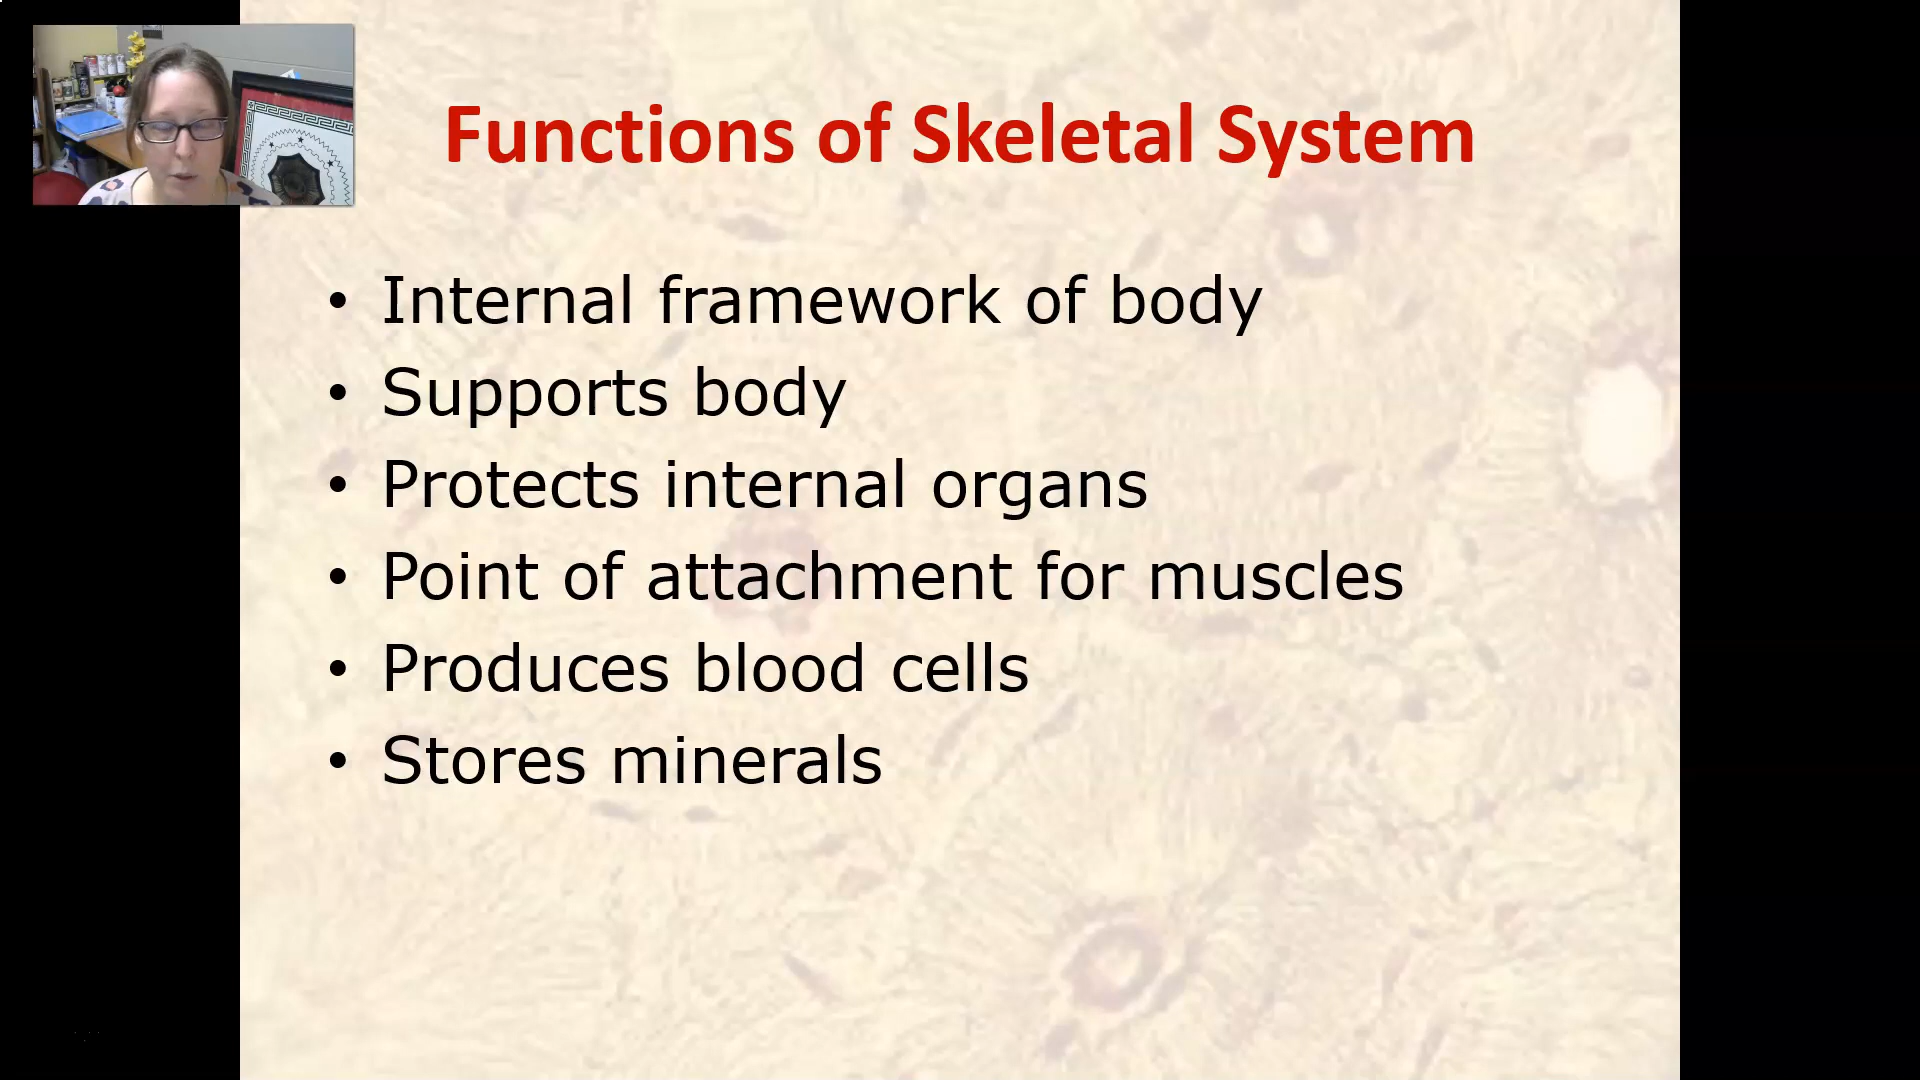 Functions of Skeletal System
• Internal framework of body
• Supports body
• Protects internal organs
• Point of attachment for muscles
• Produces blood cells
• Stores minerals